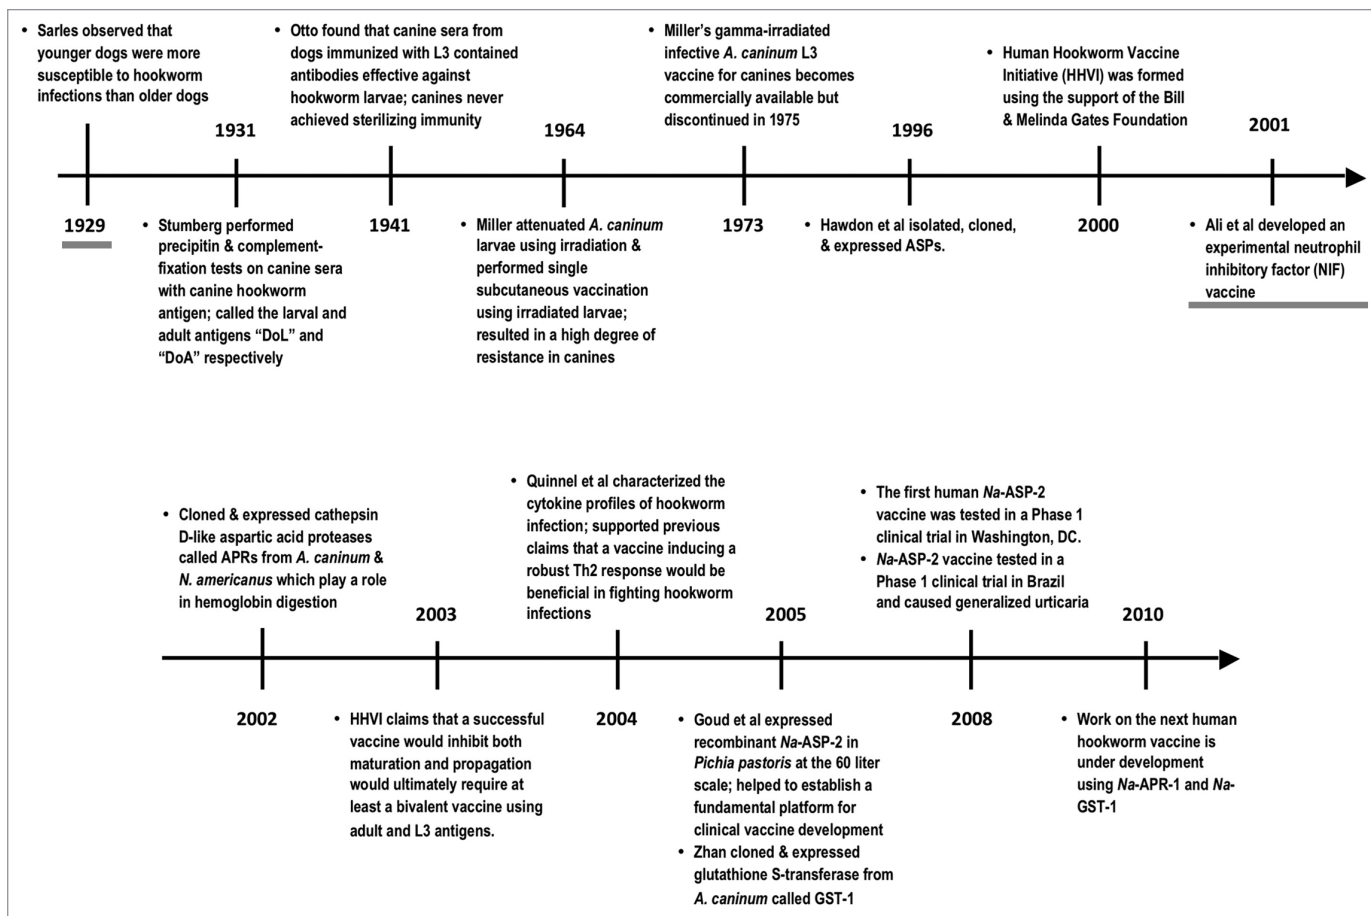 • Sarles observed that
younger dogs were more
susceptible to hookworm
infections than older dogs
1929
1931
• Stumberg performed
precipitin & complement-
fixation tests on canine sera
with canine hookworm
antigen; called the larval and
adult antigens “DoL” and
“DoA” respectively
• Otto found that canine sera from
dogs immunized with L3 contained
antibodies effective against
hookworm larvae; canines never
achieved sterilizing immunity
1941
1964
• Miller attenuated A. caninum
larvae using irradiation &
performed single
subcutaneous vaccination
using irradiated larvae;
resulted in a high degree of
resistance in canines
• Miller’s gamma-irradiated
infective A. caninum L3
vaccine for canines becomes
commercially available but
discontinued in 1975
1973
1996
• Hawdon et al isolated, cloned,
& expressed ASPs.
• Human Hookworm Vaccine
Initiative (HHVI) was formed
using the support of the Bill
& Melinda Gates Foundation
2000
2001
• Ali et al developed an
experimental neutrophil
inhibitory factor (NIF)
vaccine
• Cloned & expressed cathepsin
D-like aspartic acid proteases
called APRs from A. caninum &
N. americanus which play a role
in hemoglobin digestion
2002
2003
• HHVI claims that a successful
vaccine would inhibit both
maturation and propagation
would ultimately require at
least a bivalent vaccine using
adult and L3 antigens.
• Quinnel et al characterized the
cytokine profiles of hookworm
infection; supported previous
claims that a vaccine inducing a
robust Th2 response would be
beneficial in fighting hookworm
infections
2004
2005
• Goud et al expressed
recombinant Na-ASP-2 in
Pichia pastoris at the 60 liter
scale; helped to establish a
fundamental platform for
clinical vaccine development
• Zhan cloned & expressed
glutathione S-transferase from
A. caninum called GST-1
• The first human Na-ASP-2
vaccine was tested in a Phase 1
clinical trial in Washington, DC.
• Na-ASP-2 vaccine tested in a
Phase 1 clinical trial in Brazil
and caused generalized urticaria
2008
2010
• Work on the next human
hookworm vaccine is
under development
using Na-APR-1 and Na-
GST-1